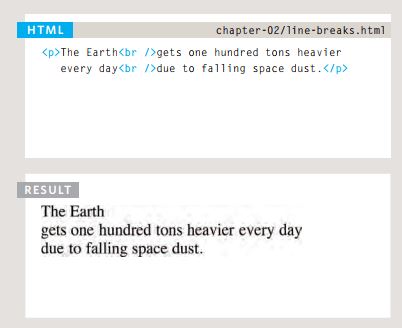 HTML
chapter-02/line-breaks.html
<p>The Earth<br />gets one hundred tons heavier
every day<br />due to falling space dust.</p>
RESULT
The Earth
gets one hundred tons heavier every day
due to falling space dust.